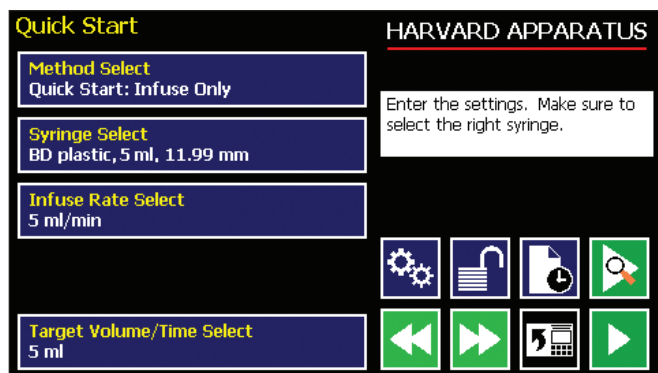 Quick Start
Method Select
Quick Start: Infuse Only
Syringe Select
BD plastic, 5 ml, 11.99 mm
Infuse Rate Select
5 ml/min
Target Volume/Time Select
5 ml
HARVARD APPARATUS
Enter the settings. Make sure to
select the right syringe.